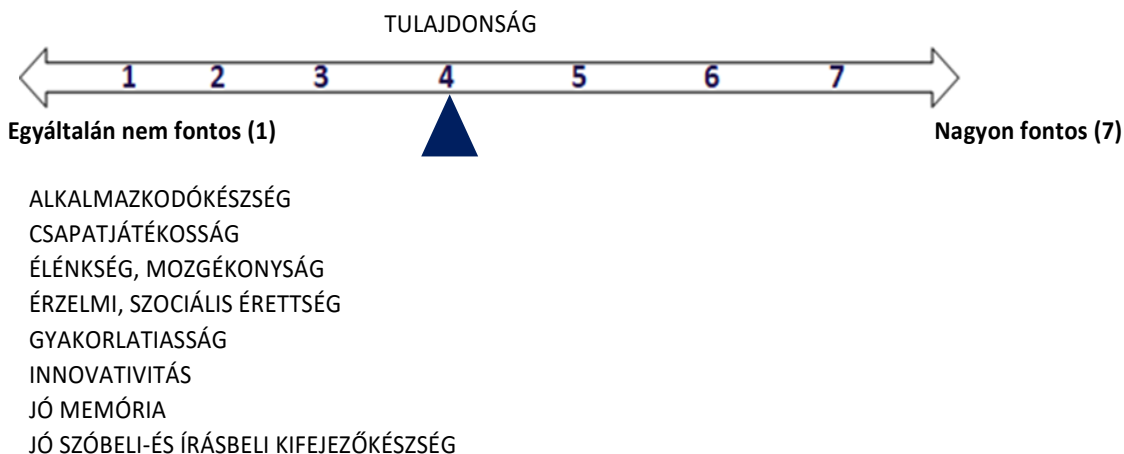 TULAJDONSÁG
1 2 3 4 5 6 7
Egyáltalán nem fontos (1) Nagyon fontos (7)
ALKALMAZKODÓKÉSZSÉG
CSAPATJÁTÉKOSSÁG
ÉLÉNKSÉG, MOZGÉKONYSÁG
ÉRZELMI, SZOCIÁLIS ÉRETTSÉG
GYAKORLATIASSÁG
INNOVATIVITÁS
JÓ MEMÓRIA
JÓ SZÓBELI-ÉS ÍRÁSBELI KIFEJEZŐKÉSZSÉG